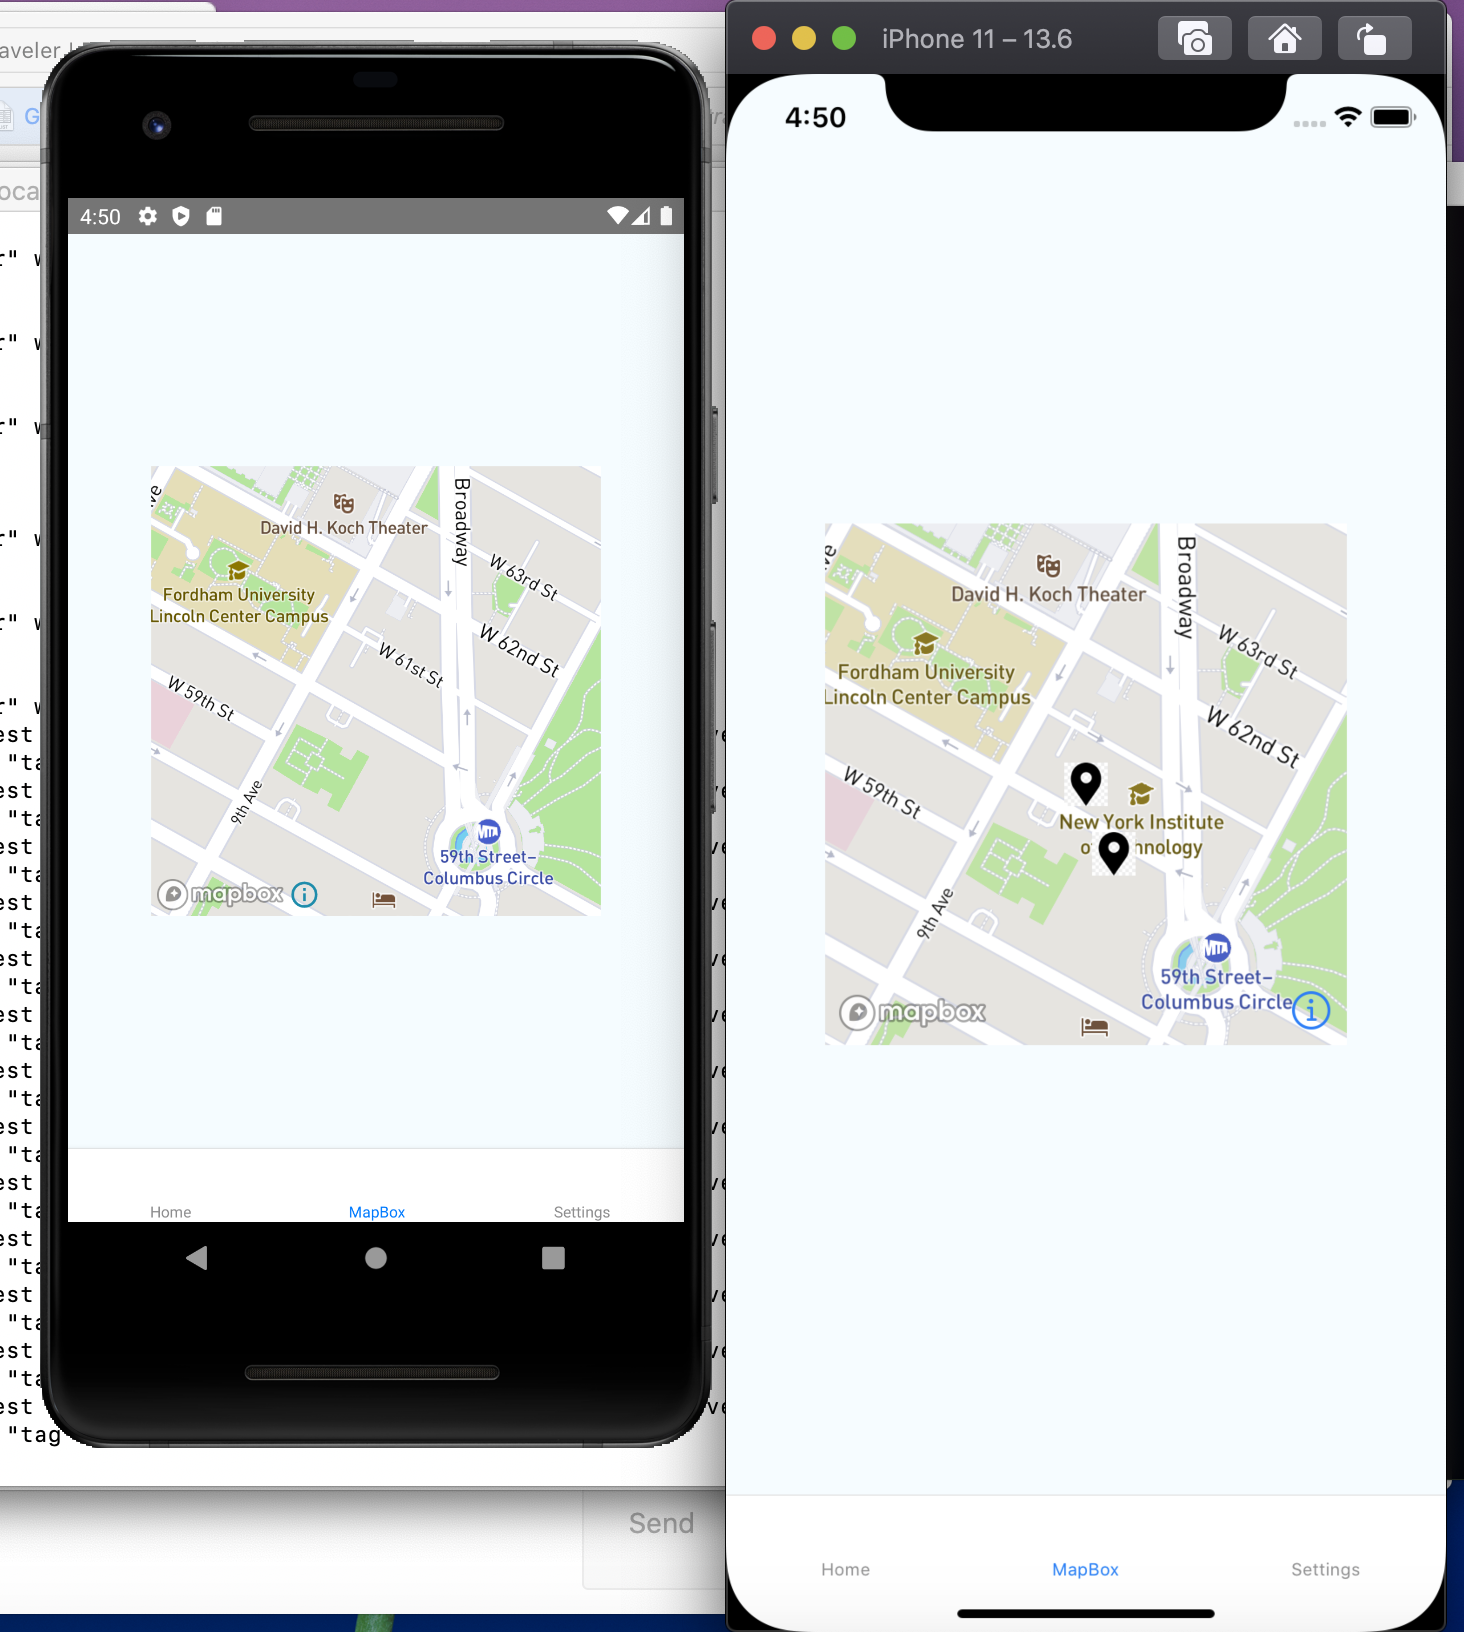 aveler
G
oca
r" w
r" w
r" w
r" w
r" w
r" w
est
"ta
est
"ta
est
"ta
est
"ta
est
"ta
est
"ta
est
"ta
est
"ta
est
"ta
est
"ta
est
"ta
est
"ta
est
"tag
Send
4:50
David H. Koch Theater
Broadway
W 63rd St
Fordham University
Lincoln Center Campus
W 62nd St
W 61st St
W 59th St
9th Ave
MTA
59th Street–
Columbus Circle
mapbox
i
Home
MapBox
Settings
iPhone 11 – 13.6
4:50
David H. Koch Theater
Broadway
W 63rd St
Fordham University
Lincoln Center Campus
W 62nd St
W 59th St
New York Institute
nology
9th Ave
MTA
59th Street–
Columbus Circle
mapbox
i
Home
MapBox
Settings